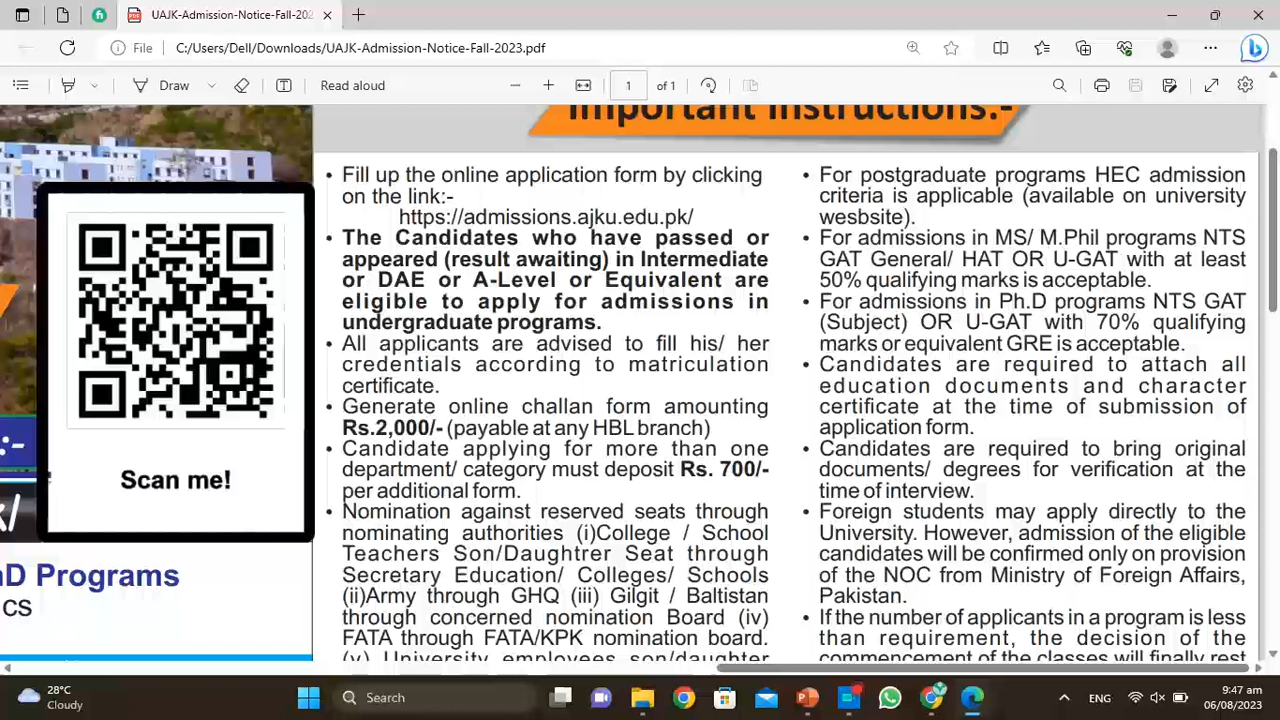 UAJK-Admission-Notice-Fall-202
File
C:/Users/Dell/Downloads/UAJK-Admission-Notice-Fall-2023.pdf
Draw
Read aloud
1
of 1
Important Instructions:-
Fill up the online application form by clicking
on the link:-
https://admissions.ajku.edu.pk/
The Candidates who have passed or
appeared (result awaiting) in Intermediate
or DAE or A-Level or Equivalent are
eligible to apply for admissions in
undergraduate programs.
All applicants are advised to fill his/ her
credentials according to matriculation
certificate.
Generate online challan form amounting
Rs.2,000/- (payable at any HBL branch)
Candidate applying for more than one
department/ category must deposit Rs. 700/-
per additional form.
Nomination against reserved seats through
nominating authorities (i)College / School
Teachers Son/Daughtrer Seat through
Secretary Education/ Colleges/ Schools
(ii)Army through GHQ (iii) Gilgit / Baltistan
through concerned nomination Board (iv)
FATA through FATA/KPK nomination board.
(v) University employees son/daughter
For postgraduate programs HEC admission
criteria is applicable (available on university
wesbsite).
For admissions in MS/ M.Phil programs NTS
GAT General/ HAT OR U-GAT with at least
50% qualifying marks is acceptable.
For admissions in Ph.D programs NTS GAT
(Subject) OR U-GAT with 70% qualifying
marks or equivalent GRE is acceptable.
Candidates are required to attach all
education documents and character
certificate at the time of submission of
application form.
Candidates are required to bring original
documents/ degrees for verification at the
time of interview.
Foreign students may apply directly to the
University. However, admission of the eligible
candidates will be confirmed only on provision
of the NOC from Ministry of Foreign Affairs,
Pakistan.
If the number of applicants in a program is less
than requirement, the decision of the
commencement of the classes will finally rest
Scan me!
:-
k/
D Programs
CS
28°C
Cloudy
Search
ENG
9:47 am
06/08/2023